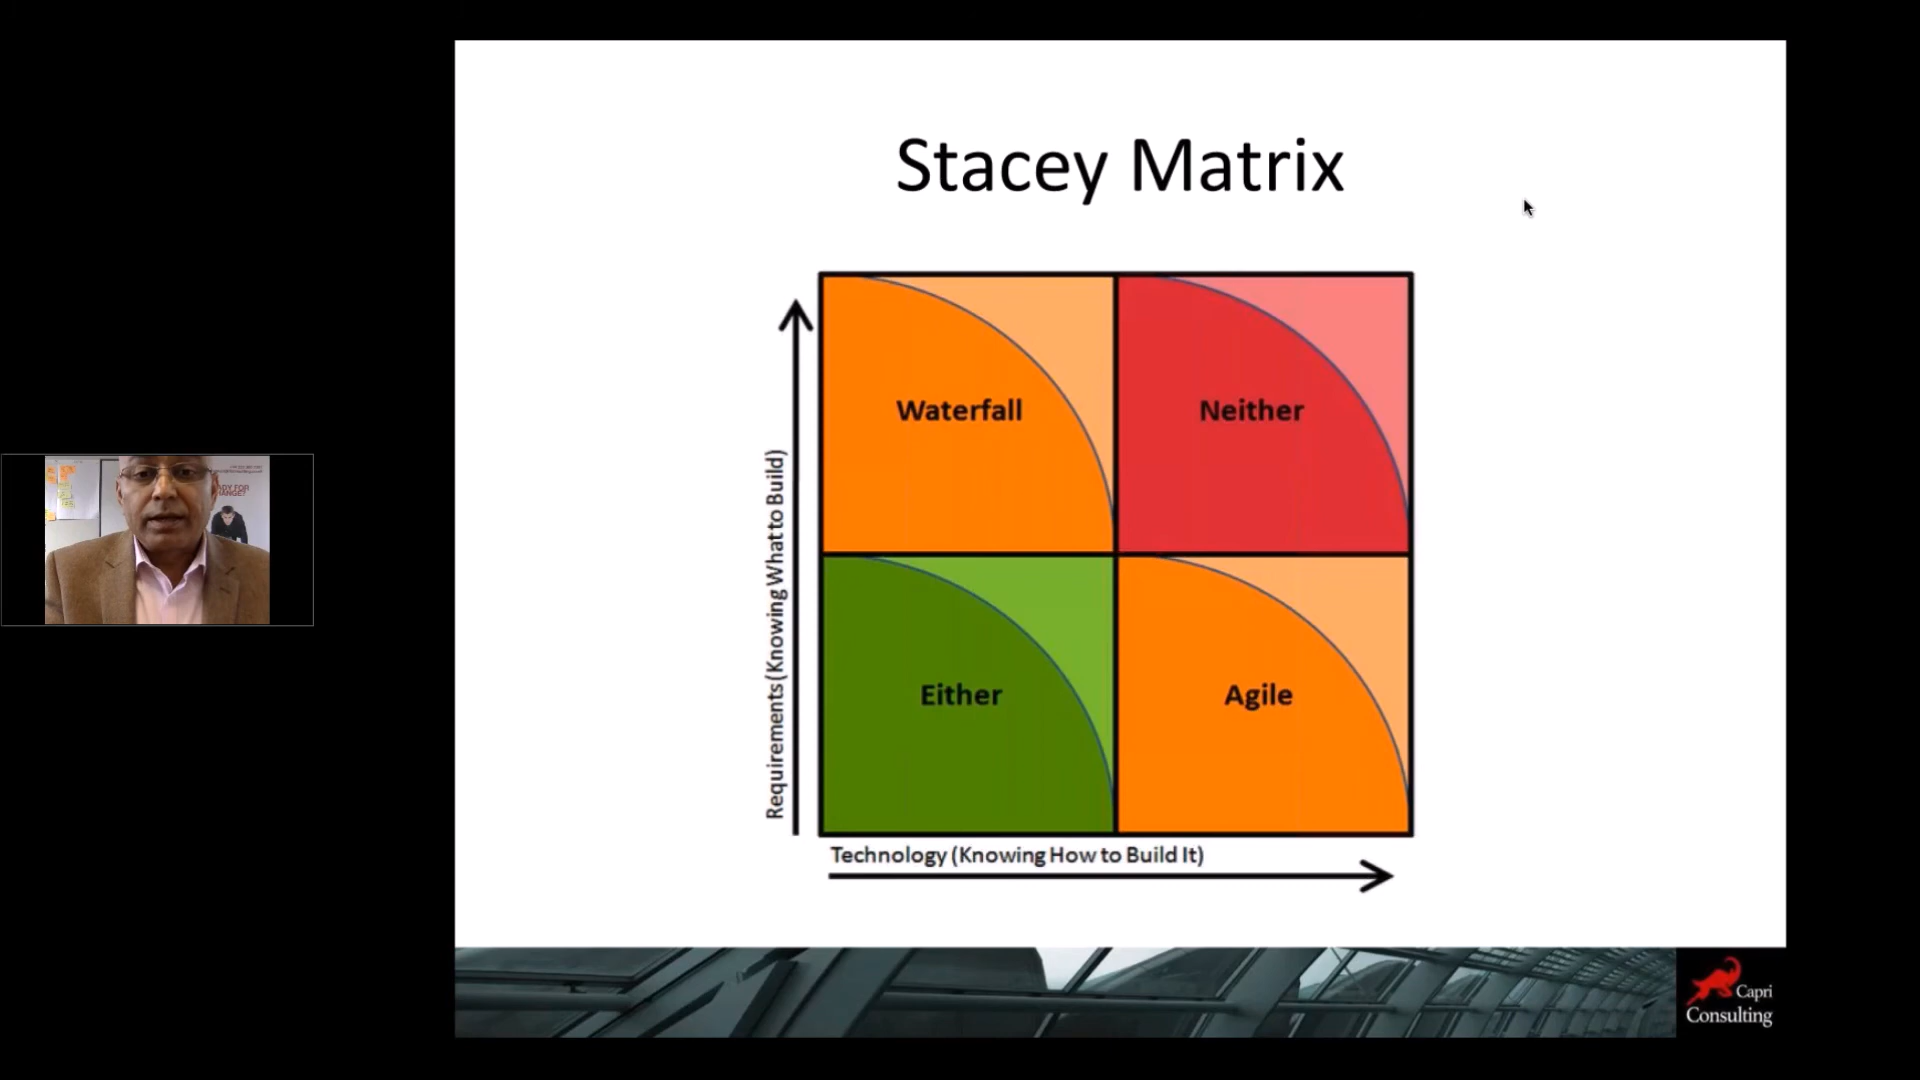 Stacey Matrix
Requirements (Knowing What to Build)
Waterfall
Neither
Either
Agile
Technology (Knowing How to Build It)
Capri
Consulting